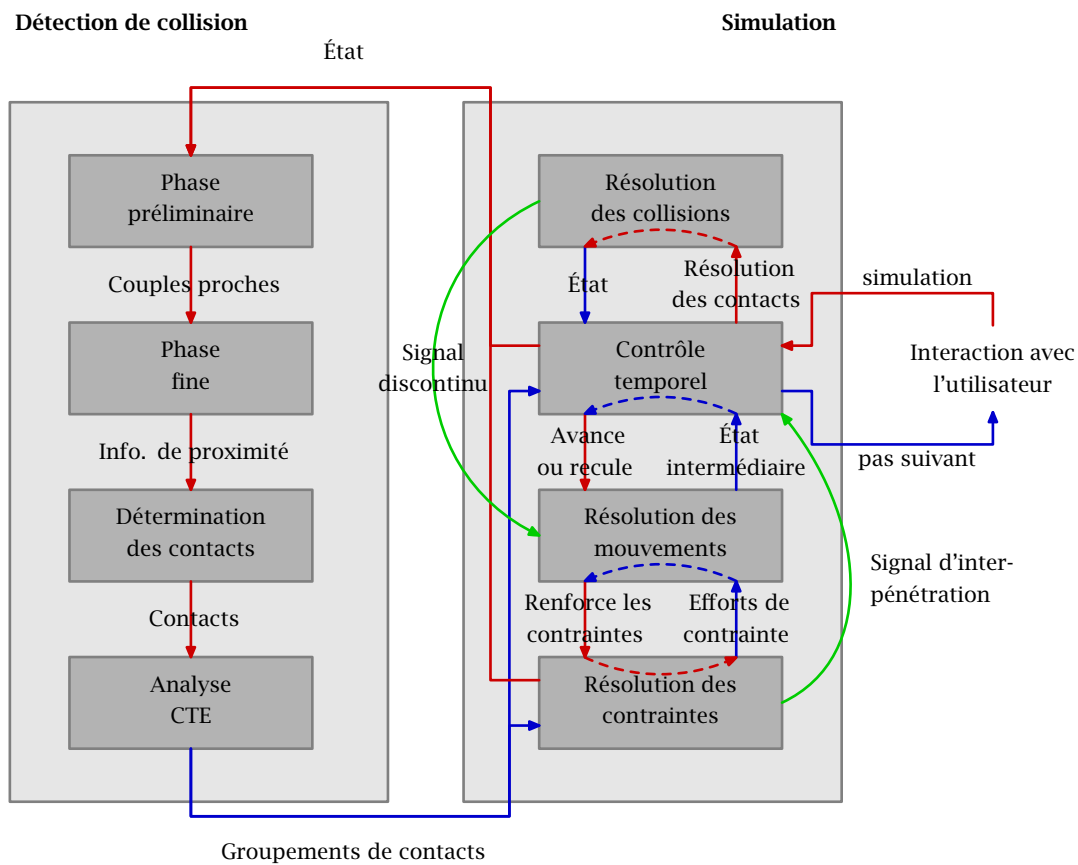 Détection de collision
Simulation
État
Phase
préliminaire
Couples proches
Phase
fine
Info. de proximité
Détermination
des contacts
Contacts
Analyse
CTE
Groupements de contacts
Résolution
des collisions
État
Résolution
des contacts
Signal
discontinu
Contrôle
temporel
Avance
ou recule
État
intermédiaire
Résolution des
mouvements
Renforce les
contraintes
Efforts de
contrainte
Résolution des
contraintes
simulation
Interaction avec
l'utilisateur
pas suivant
Signal d'inter-
pénétration